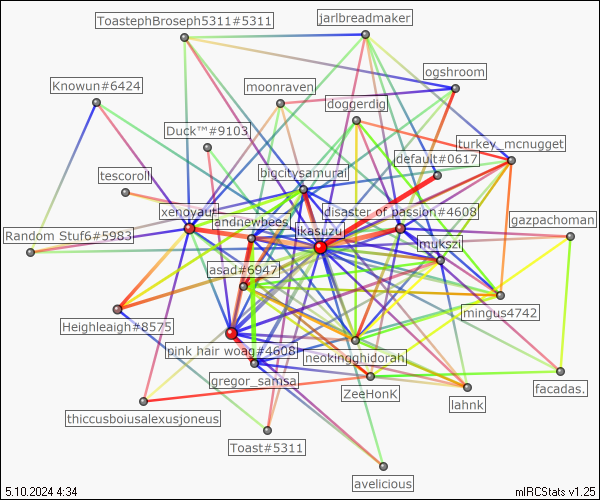 ToastephBroseph5311#5311
jarlbreadmaker
ogshroom
Knowun#6424
moonraven
doggerdig
Duck™#9103
turkey_mcnugget
default#0617
bigcitysamurai
tescoroll
xenoyaut
disaster of passion#4608
andnewbees
gazpachoman
ikasuzu
Random Stuf6#5983
mukszi
asad#6947
mingus4742
Heighleaigh#8575
pink hair woag#4608
neokingghidorah
gregor_samsa
ZeeHonK
facadas.
lahnk
thiccusboiusalexusjoneus
Toast#5311
avelicious
5.10.2024 4:34
mIRCStats v1.25